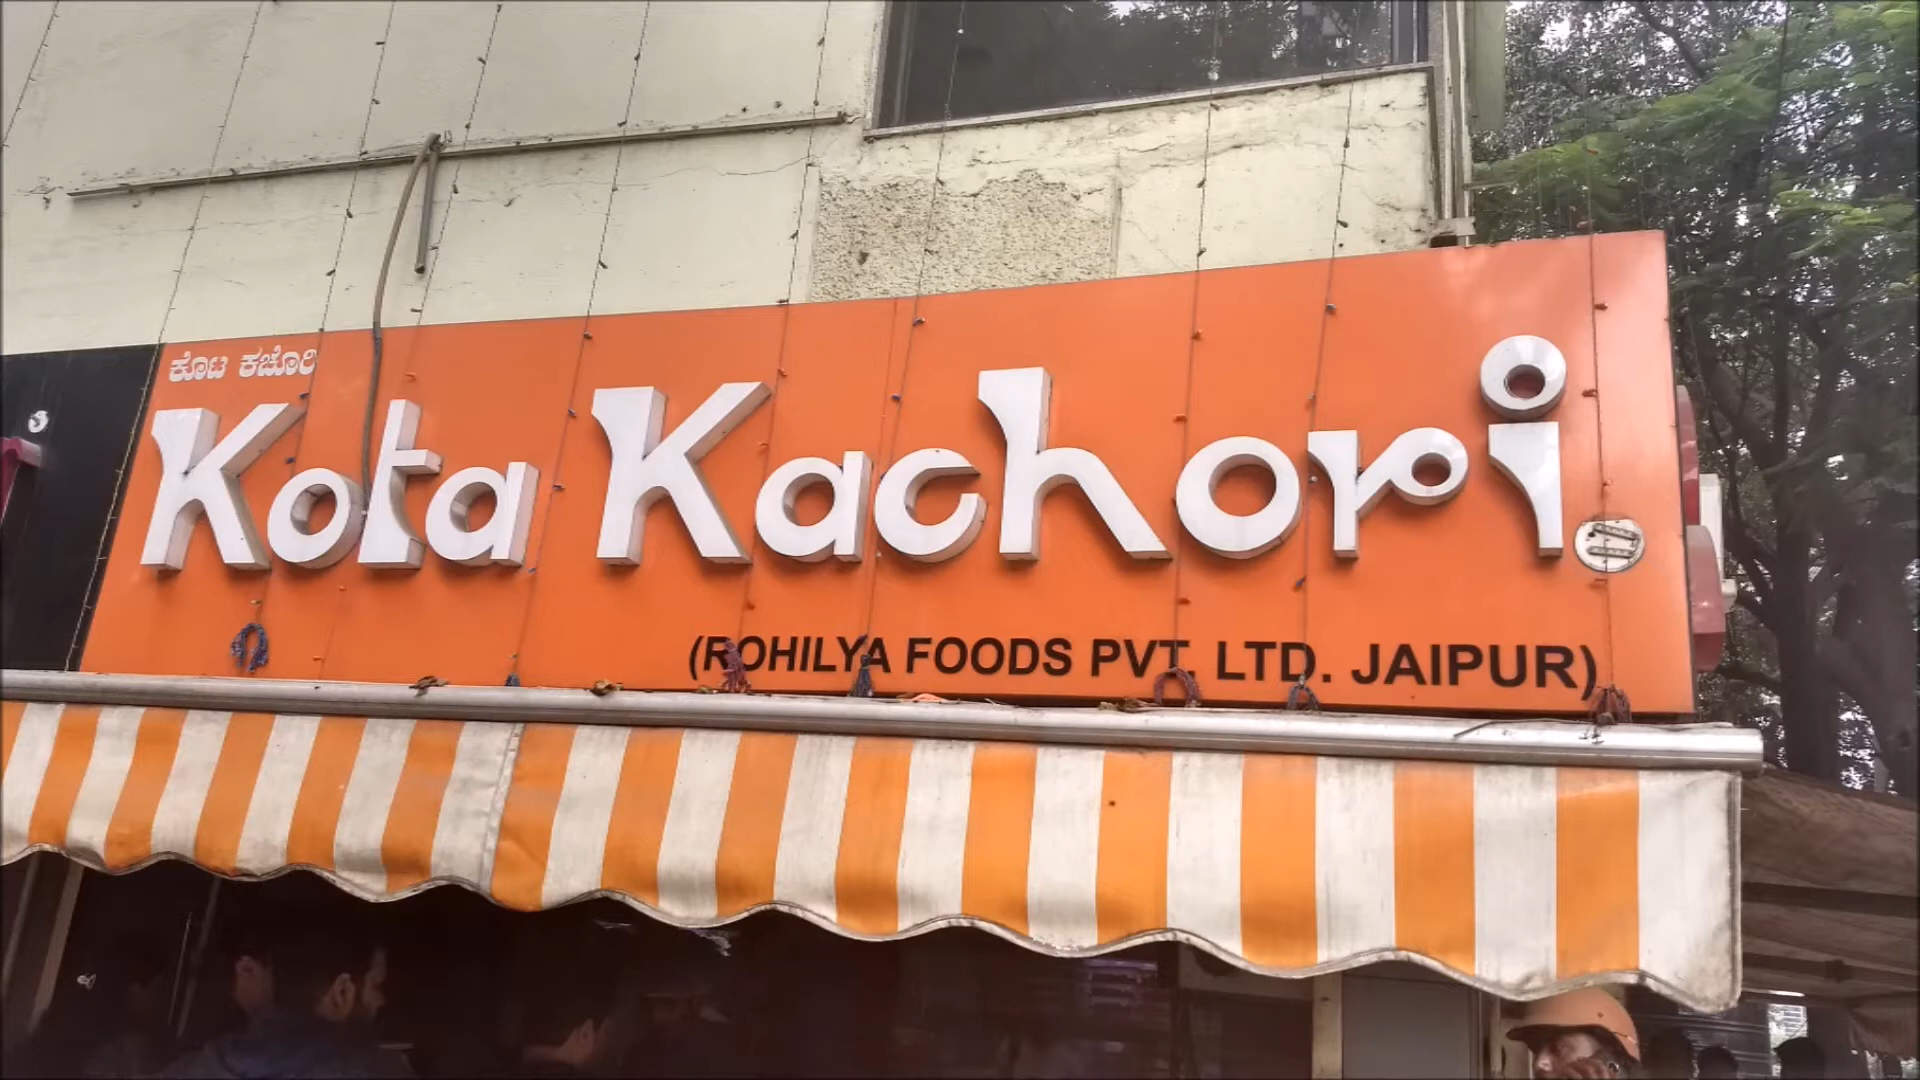 ಕೊಟ ಕಚೊರಿ
Kota Kachori
(ROHILYA FOODS PVT. LTD. JAIPUR)